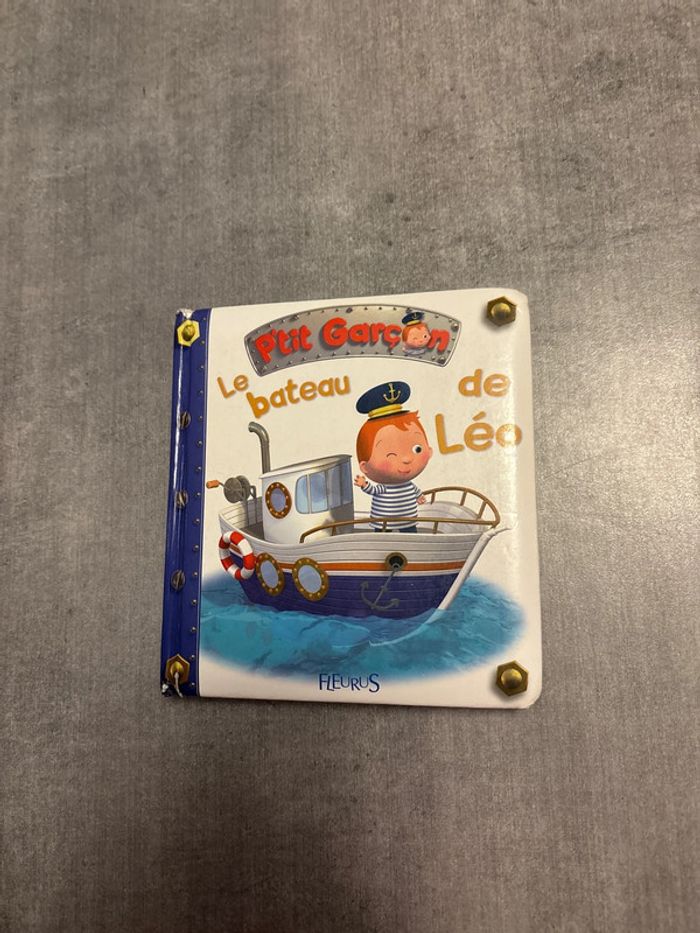 P'tit Garçon
Le bateau de Léo
FLEURUS